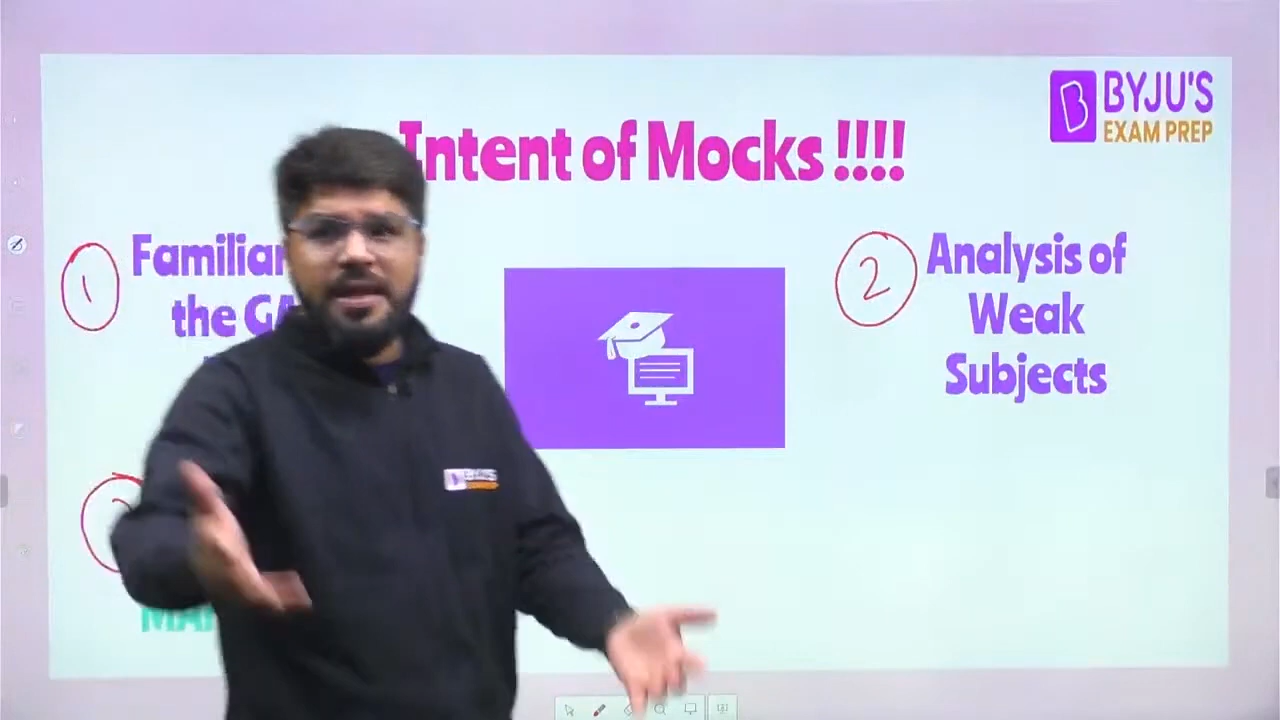 BYJU'S
EXAM PREP
Intent of Mocks !!!!
1
Familiar
the GA
2
Analysis of
Weak
Subjects